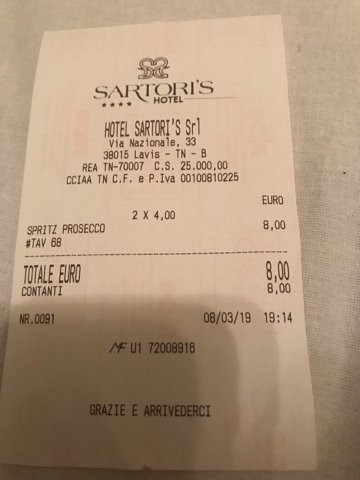 SARTORI'S
★★★★ HOTEL
HOTEL SARTORI'S Srl
Via Nazionale, 33
38015 Lavis - TN - B
REA TN-70007 C.S. 25.000,00
CCIAA TN C.F. e P.Iva 00100810225
EURO
2 X 4,00
SPRITZ PROSECCO 8,00
#TAV 68
TOTALE EURO 8,00
CONTANTI 8,00
NR.0091 08/03/19 19:14
MF U1 72008916
GRAZIE E ARRIVEDERCI